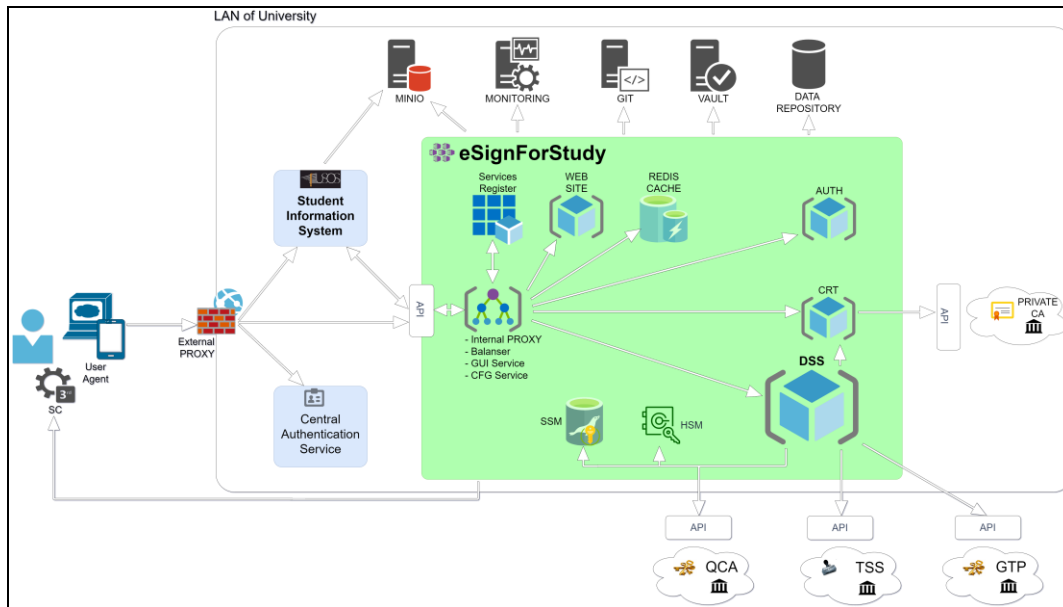 LAN of University
MINIO
MONITORING
GIT
VAULT
DATA
REPOSITORY
eSignForStudy
Student
Information
System
Services
Register
WEB
SITE
REDIS
CACHE
AUTH
API
- Internal PROXY
- Balanser
- GUI Service
- CFG Service
CRT
API
PRIVATE
CA
User
Agent
External
PROXY
SC
Central
Authentication
Service
DSS
SSM
HSM
API
API
API
QCA
TSS
GTP